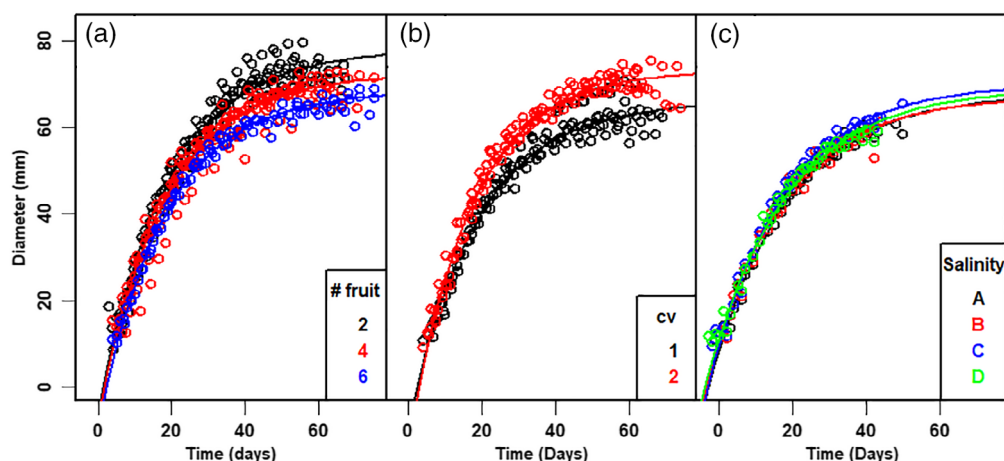 (a)
(b)
(c)
Diameter (mm)
80
60
40
20
0
# fruit
2
4
6
cv
1
2
Salinity
A
B
C
D
0 20 40 60
0 20 40 60
0 20 40 60
Time (days)
Time (Days)
Time (Days)